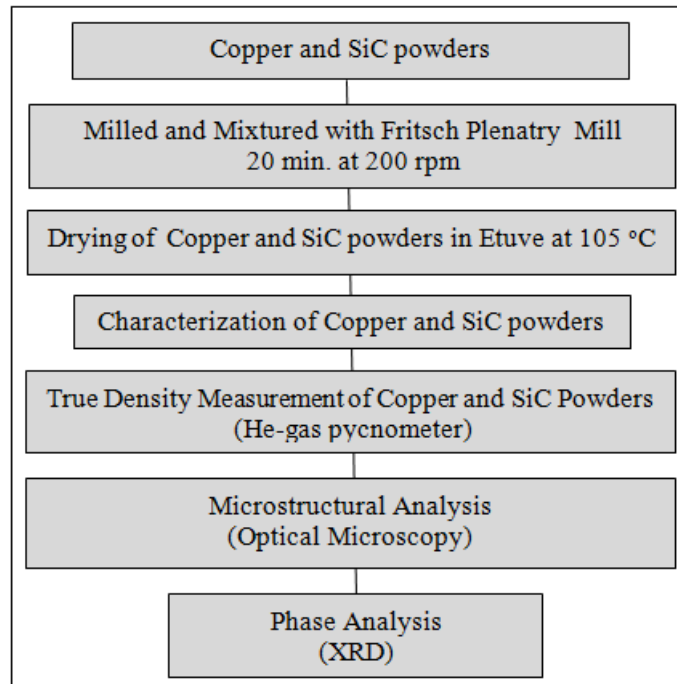 Copper and SiC powders
Milled and Mixtured with Fritsch Plenatry Mill
20 min. at 200 rpm
Drying of Copper and SiC powders in Etuve at 105 °C
Characterization of Copper and SiC powders
True Density Measurement of Copper and SiC Powders
(He-gas pycnometer)
Microstructural Analysis
(Optical Microscopy)
Phase Analysis
(XRD)